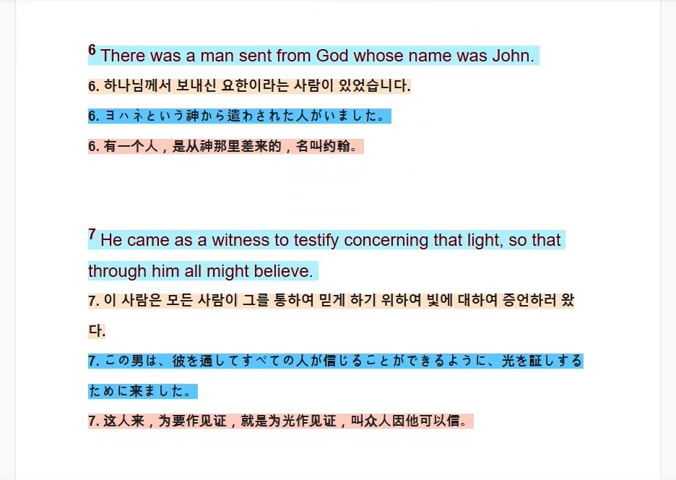 6 There was a man sent from God whose name was John.
6. 하나님께서 보내신 요한이라는 사람이 있었습니다.
6. ヨハネという神から遣わされた人がいました。
6. 有一个人，是从神那里差来的，名叫约翰。
7 He came as a witness to testify concerning that light, so that
through him all might believe.
7. 이 사람은 모든 사람이 그를 통하여 믿게 하기 위하여 빛에 대하여 증언하러 왔
다.
7. この男は、彼を通してすべての人が信じることができるように、光を証しする
ために来ました。
7. 这人来，为要作见证，就是为光作见证，叫众人因他可以信。